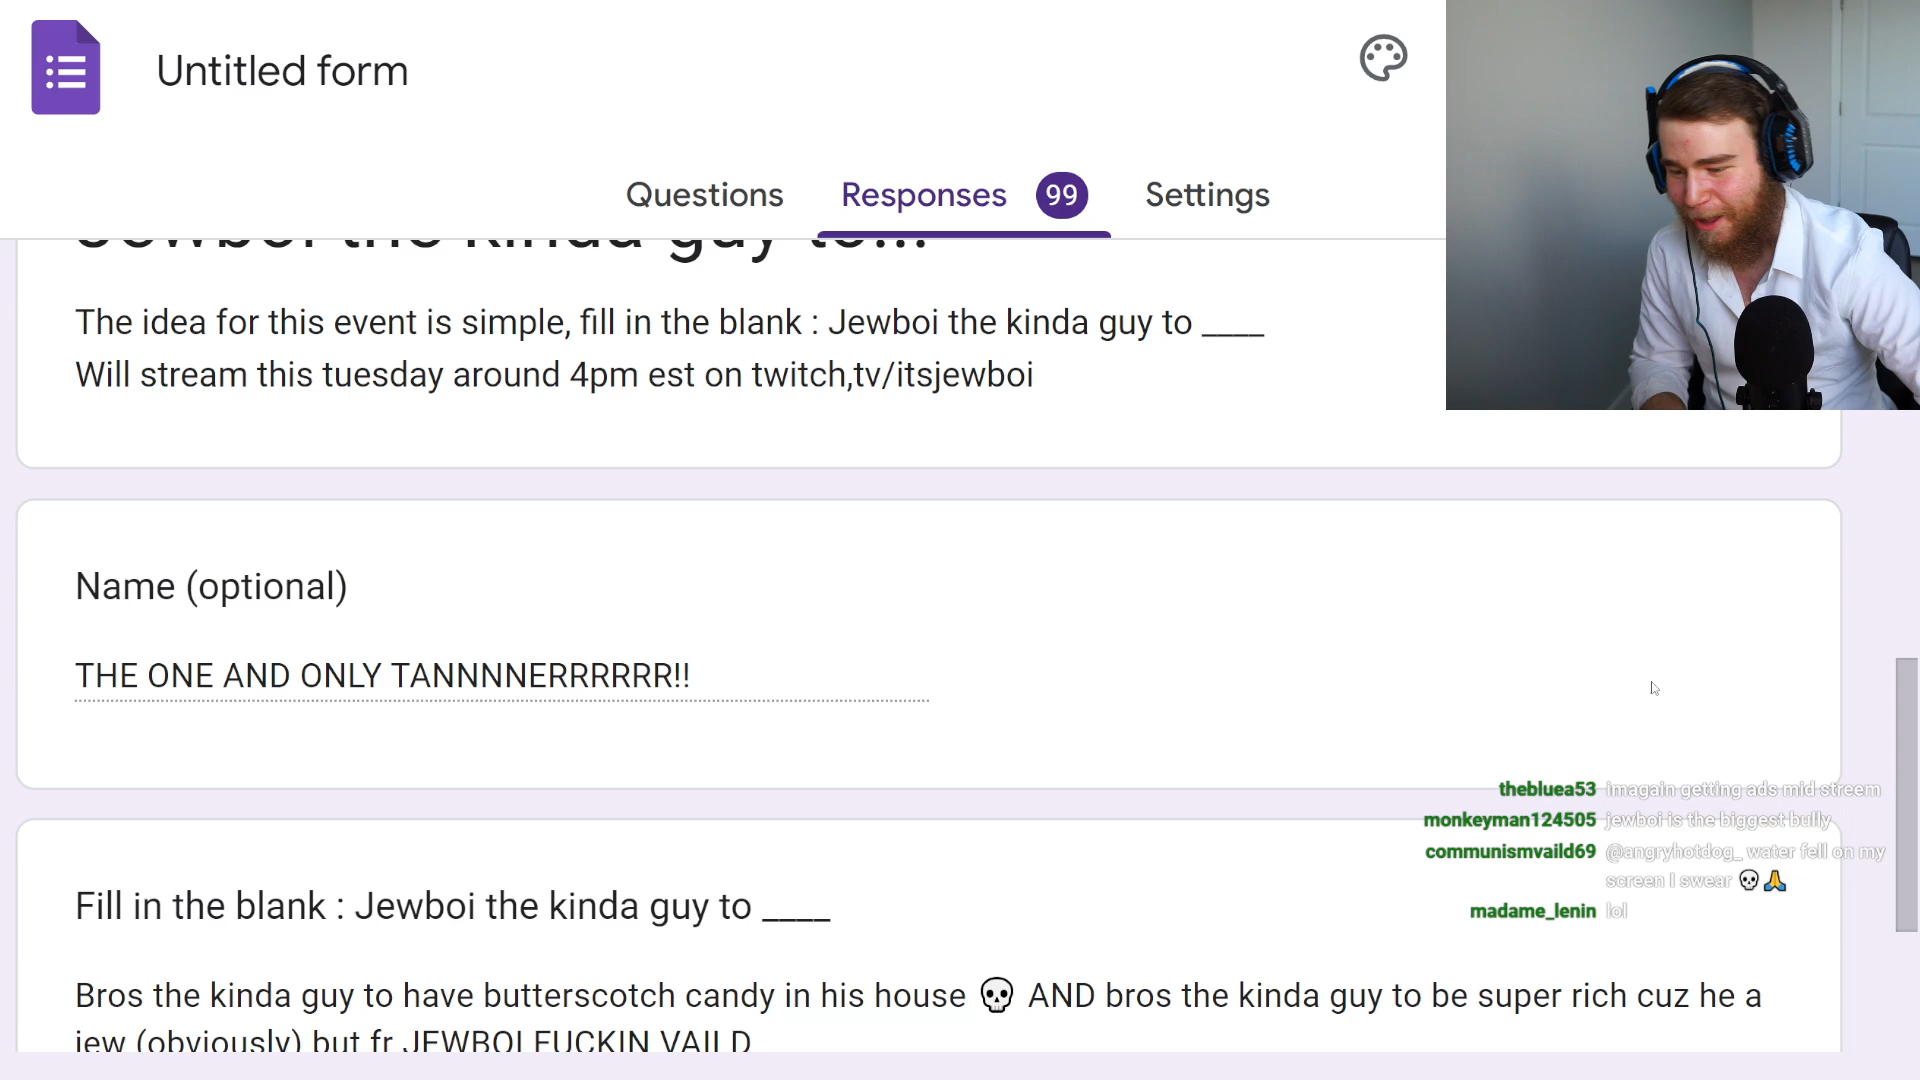 Untitled form
Questions Responses 99 Settings
Jewboi the kinda guy to...
The idea for this event is simple, fill in the blank : Jewboi the kinda guy to ____
Will stream this tuesday around 4pm est on twitch,tv/itsjewboi
Name (optional)
THE ONE AND ONLY TANNNNERRRRRR!!
thebluea53 imagain getting ads mid streem
monkeyman124505 jewboi is the biggest bully
communismvaild69 @angryhotdog_ water fell on my
screen I swear 💀🙏
madame_lenin lol
Fill in the blank : Jewboi the kinda guy to ____
Bros the kinda guy to have butterscotch candy in his house 💀 AND bros the kinda guy to be super rich cuz he a
jew (obviously) but fr JEWBOI FUCKIN VAILD